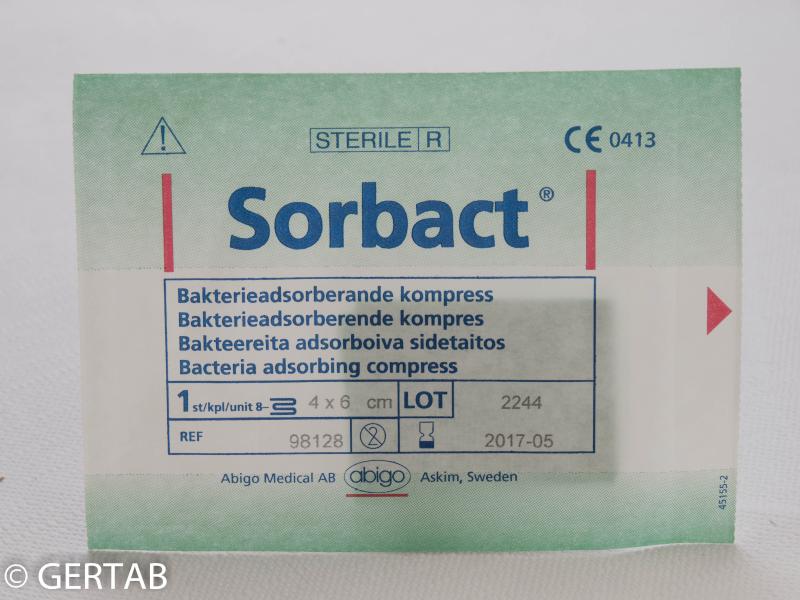 STERILE R
CE 0413
Sorbact®
Bakterieadsorberande kompress
Bakterieadsorberende kompres
Bakteereita adsorboiva sidetaitos
Bacteria adsorbing compress
1 st/kpl/unit 8– 4 x 6 cm LOT 2244
REF 98128 2 2017-05
Abigo Medical AB abigo Askim, Sweden
45155-2
© GERTAB